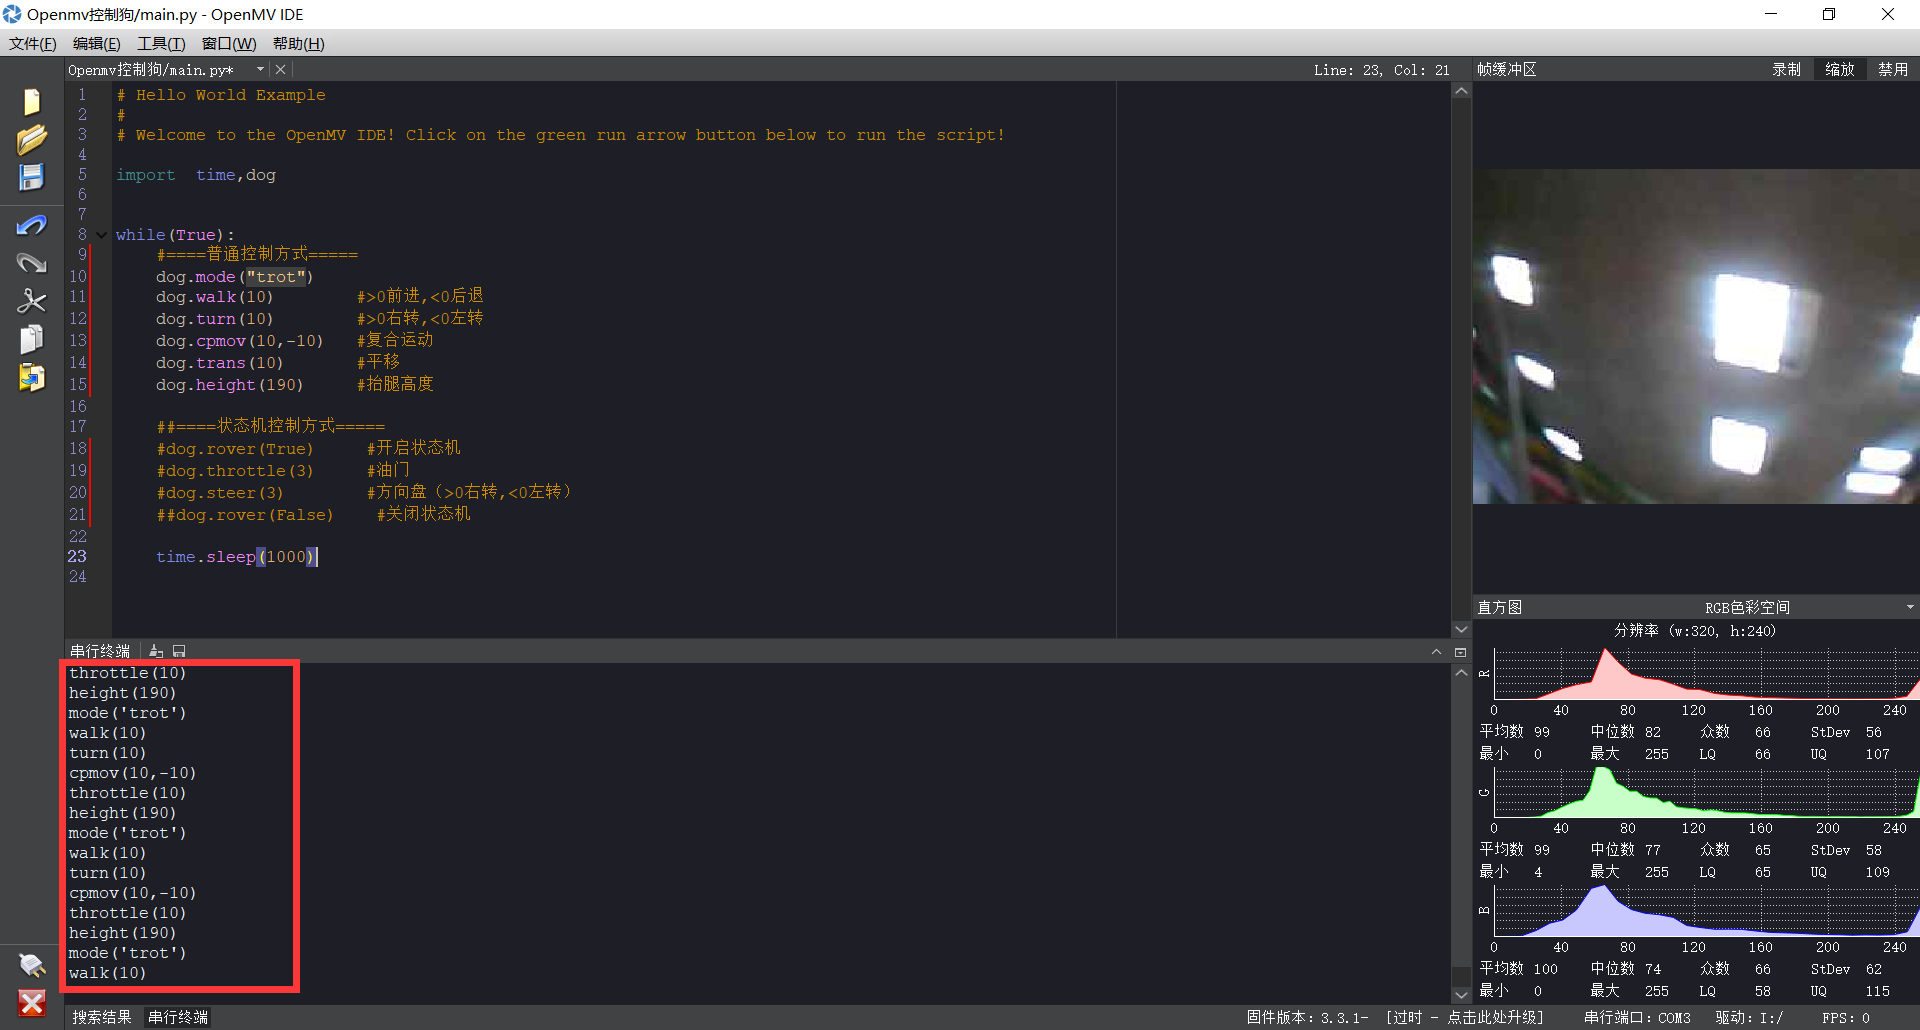 Openmv控制狗/main.py - OpenMV IDE
文件(F) 编辑(E) 工具(T) 窗口(W) 帮助(H)
Openmv控制狗/main.py*
Line: 23, Col: 21
1 # Hello World Example
2 #
3 # Welcome to the OpenMV IDE! Click on the green run arrow button below to run the script!
4
5 import  time,dog
6
7
8 while(True):
9     #====普通控制方式=====
10     dog.mode("trot")
11     dog.walk(10)        #>0前进,<0后退
12     dog.turn(10)        #>0右转,<0左转
13     dog.cpmov(10,-10)   #复合运动
14     dog.trans(10)       #平移
15     dog.height(190)     #抬腿高度
16
17     ##====状态机控制方式=====
18     #dog.rover(True)     #开启状态机
19     #dog.throttle(3)     #油门
20     #dog.steer(3)        #方向盘（>0右转,<0左转）
21     ##dog.rover(False)    #关闭状态机
22
23     time.sleep(1000)
24
串行终端
throttle(10)
height(190)
mode('trot')
walk(10)
turn(10)
cpmov(10,-10)
throttle(10)
height(190)
mode('trot')
walk(10)
turn(10)
cpmov(10,-10)
throttle(10)
height(190)
mode('trot')
walk(10)
搜索结果 串行终端
帧缓冲区 录制 缩放 禁用
直方图 RGB色彩空间
分辨率 (w:320, h:240)
R
0 40 80 120 160 200 240
平均数 99 中位数 82 众数 66 StDev 56
最小 0 最大 255 LQ 66 UQ 107
G
0 40 80 120 160 200 240
平均数 99 中位数 77 众数 65 StDev 58
最小 4 最大 255 LQ 65 UQ 109
B
0 40 80 120 160 200 240
平均数 100 中位数 74 众数 66 StDev 62
最小 0 最大 255 LQ 58 UQ 115
固件版本: 3.3.1- [过时 - 点击此处升级] 串行端口: COM3 驱动: I:/ FPS: 0